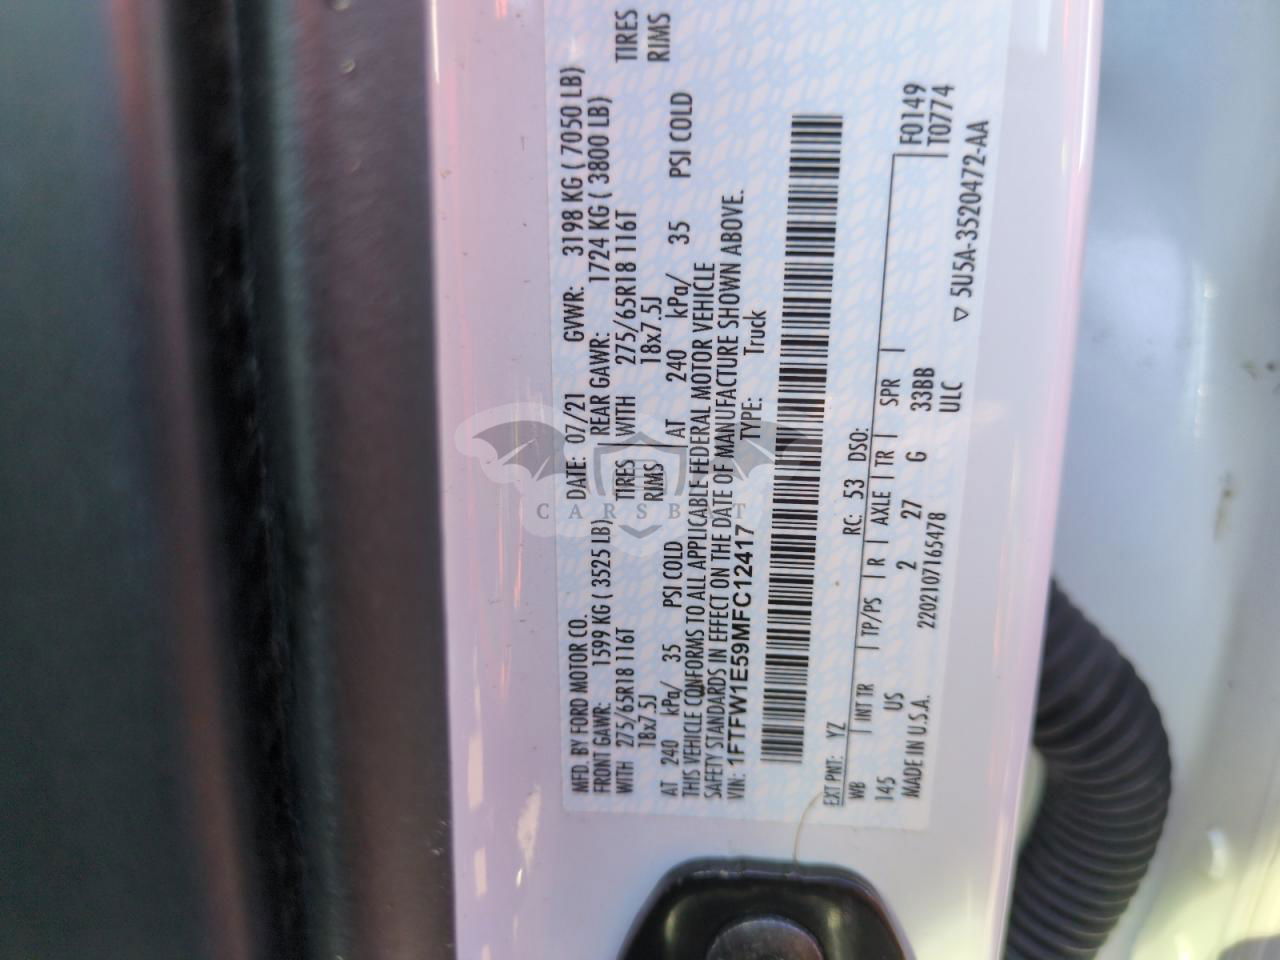 MFD. BY FORD MOTOR CO.
DATE: 07/21 GVWR: 3198 KG ( 7050 LB)
FRONT GAWR: 1599 KG ( 3525 LB) REAR GAWR: 1724 KG ( 3800 LB)
WITH 275/65R18 116T TIRES WITH 275/65R18 116T TIRES
18x7.5J RIMS 18x7.5J RIMS
AT 240 kPa/ 35 PSI COLD AT 240 kPa/ 35 PSI COLD
THIS VEHICLE CONFORMS TO ALL APPLICABLE FEDERAL MOTOR VEHICLE
SAFETY STANDARDS IN EFFECT ON THE DATE OF MANUFACTURE SHOWN ABOVE.
VIN: 1FTFW1E59MFC12417 TYPE: Truck
EXT PNT: YZ RC: 53 DSO:
WB INT TR TP/PS R AXLE TR SPR F0149
T0774
145 US 2 27 G 33BB
ULC
MADE IN U.S.A. 2202107165478
▽ 5U5A-3520472-AA
CARSBAT